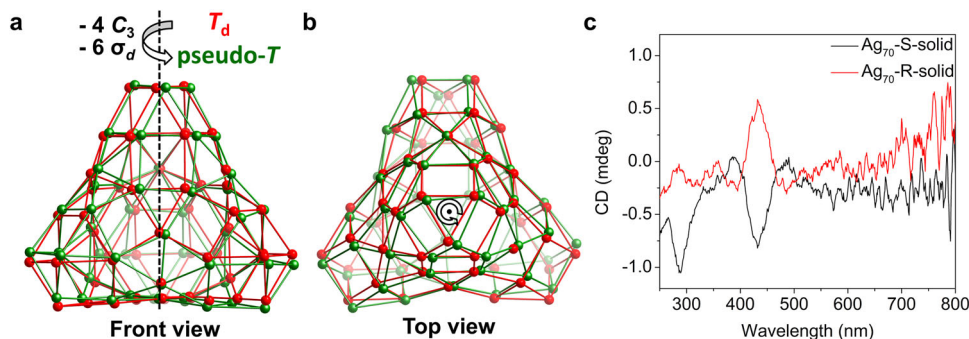 a
- 4 C₃
- 6 σd
Td
pseudo-T
Front view
b
Top view
c
Ag₇₀-S-solid
Ag₇₀-R-solid
CD (mdeg)
1.0
0.5
0.0
-0.5
-1.0
300 400 500 600 700 800
Wavelength (nm)